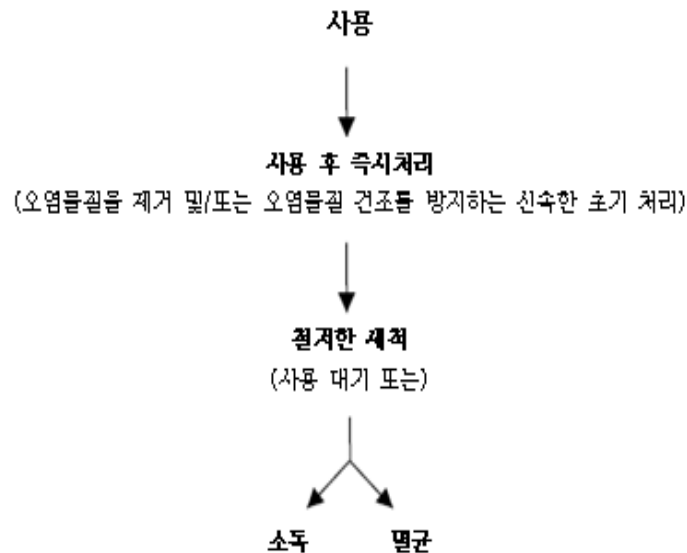 사용
사용 후 즉시처리
(오염물질을 제거 및/또는 오염물질 건조를 방지하는 신속한 초기 처리)
철저한 세척
(사용 대기 또는)
소독 멸균